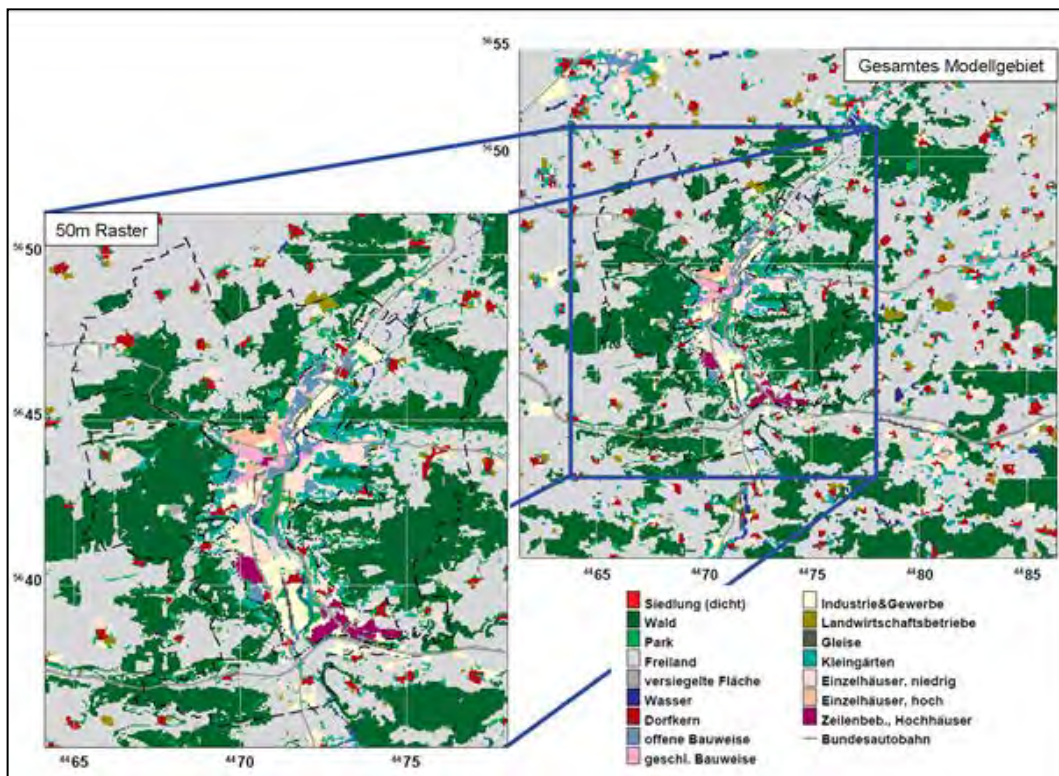 ⁵⁶55
Gesamtes Modellgebiet
⁵⁶50
50m Raster
⁵⁶50
⁵⁶45
⁵⁶40
⁴⁴65 ⁴⁴70 ⁴⁴75 ⁴⁴80 ⁴⁴85
⁴⁴65 ⁴⁴70 ⁴⁴75
Siedlung (dicht)
Wald
Park
Freiland
versiegelte Fläche
Wasser
Dorfkern
offene Bauweise
geschl. Bauweise
Industrie&Gewerbe
Landwirtschaftsbetriebe
Gleise
Kleingärten
Einzelhäuser, niedrig
Einzelhäuser, hoch
Zeilenbeb., Hochhäuser
Bundesautobahn